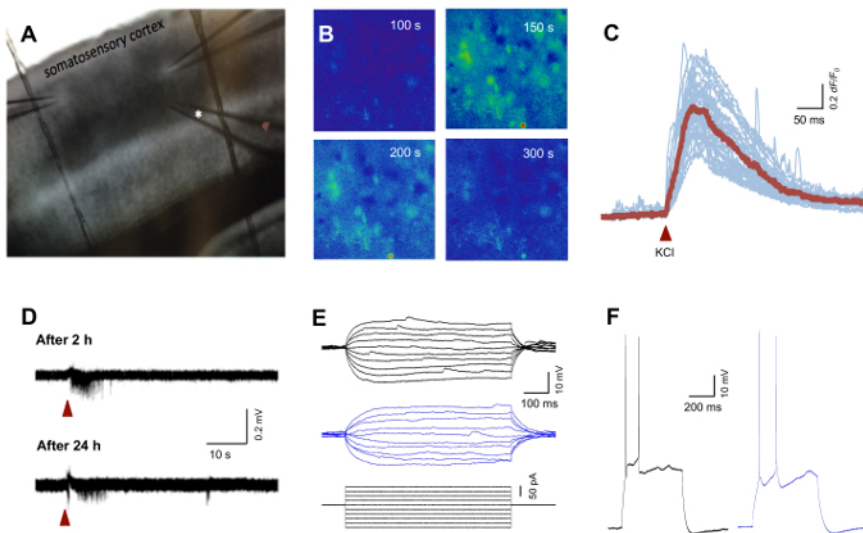 A
somatosensory cortex
*
B
100 s
150 s
200 s
300 s
C
0.2 dF/F0
50 ms
KCl
D
After 2 h
0.2 mV
10 s
After 24 h
E
10 mV
100 ms
50 pA
F
10 mV
200 ms